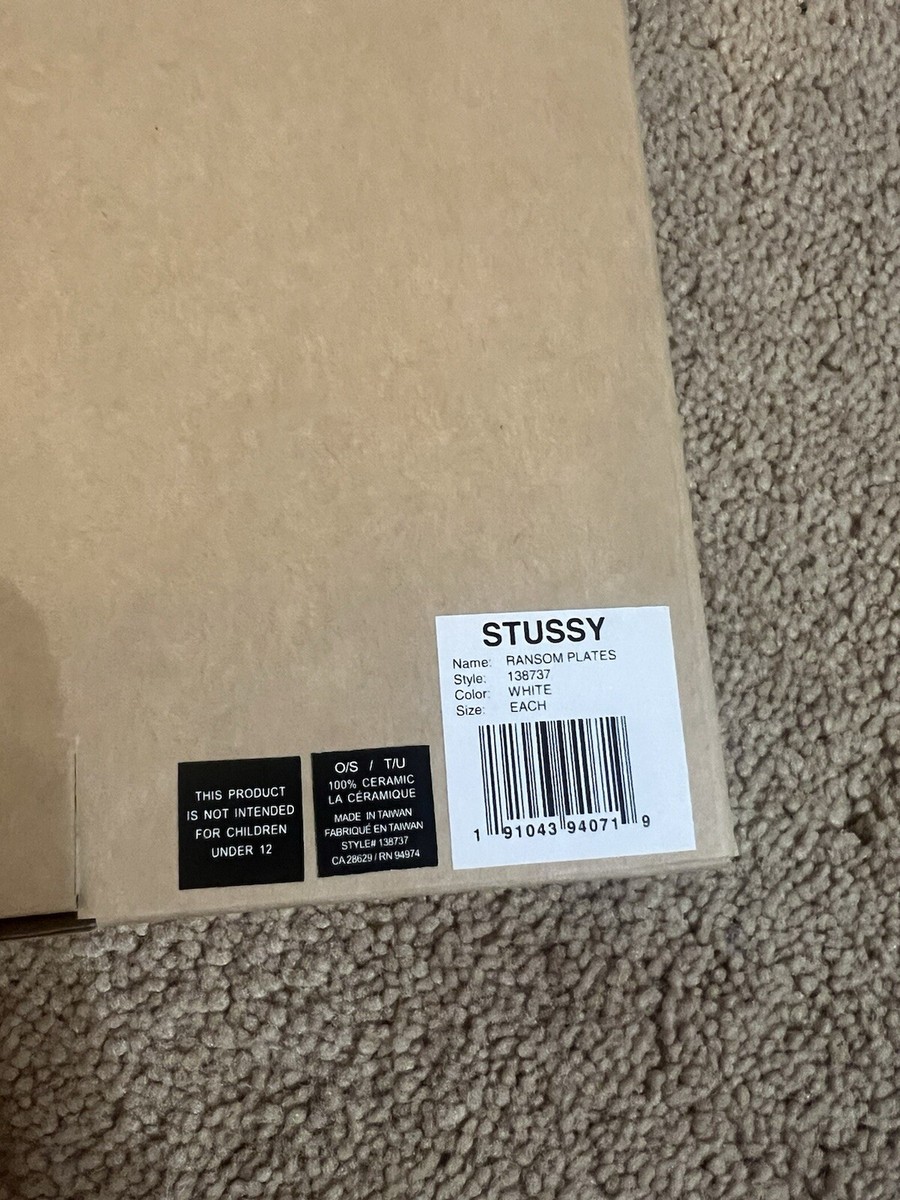 STUSSY
Name: RANSOM PLATES
Style: 138737
Color: WHITE
Size: EACH
1 91043 94071 9
THIS PRODUCT
IS NOT INTENDED
FOR CHILDREN
UNDER 12
O/S / T/U
100% CERAMIC
LA CÉRAMIQUE
MADE IN TAIWAN
FABRIQUÉ EN TAIWAN
STYLE# 138737
CA 28629 / RN 94974